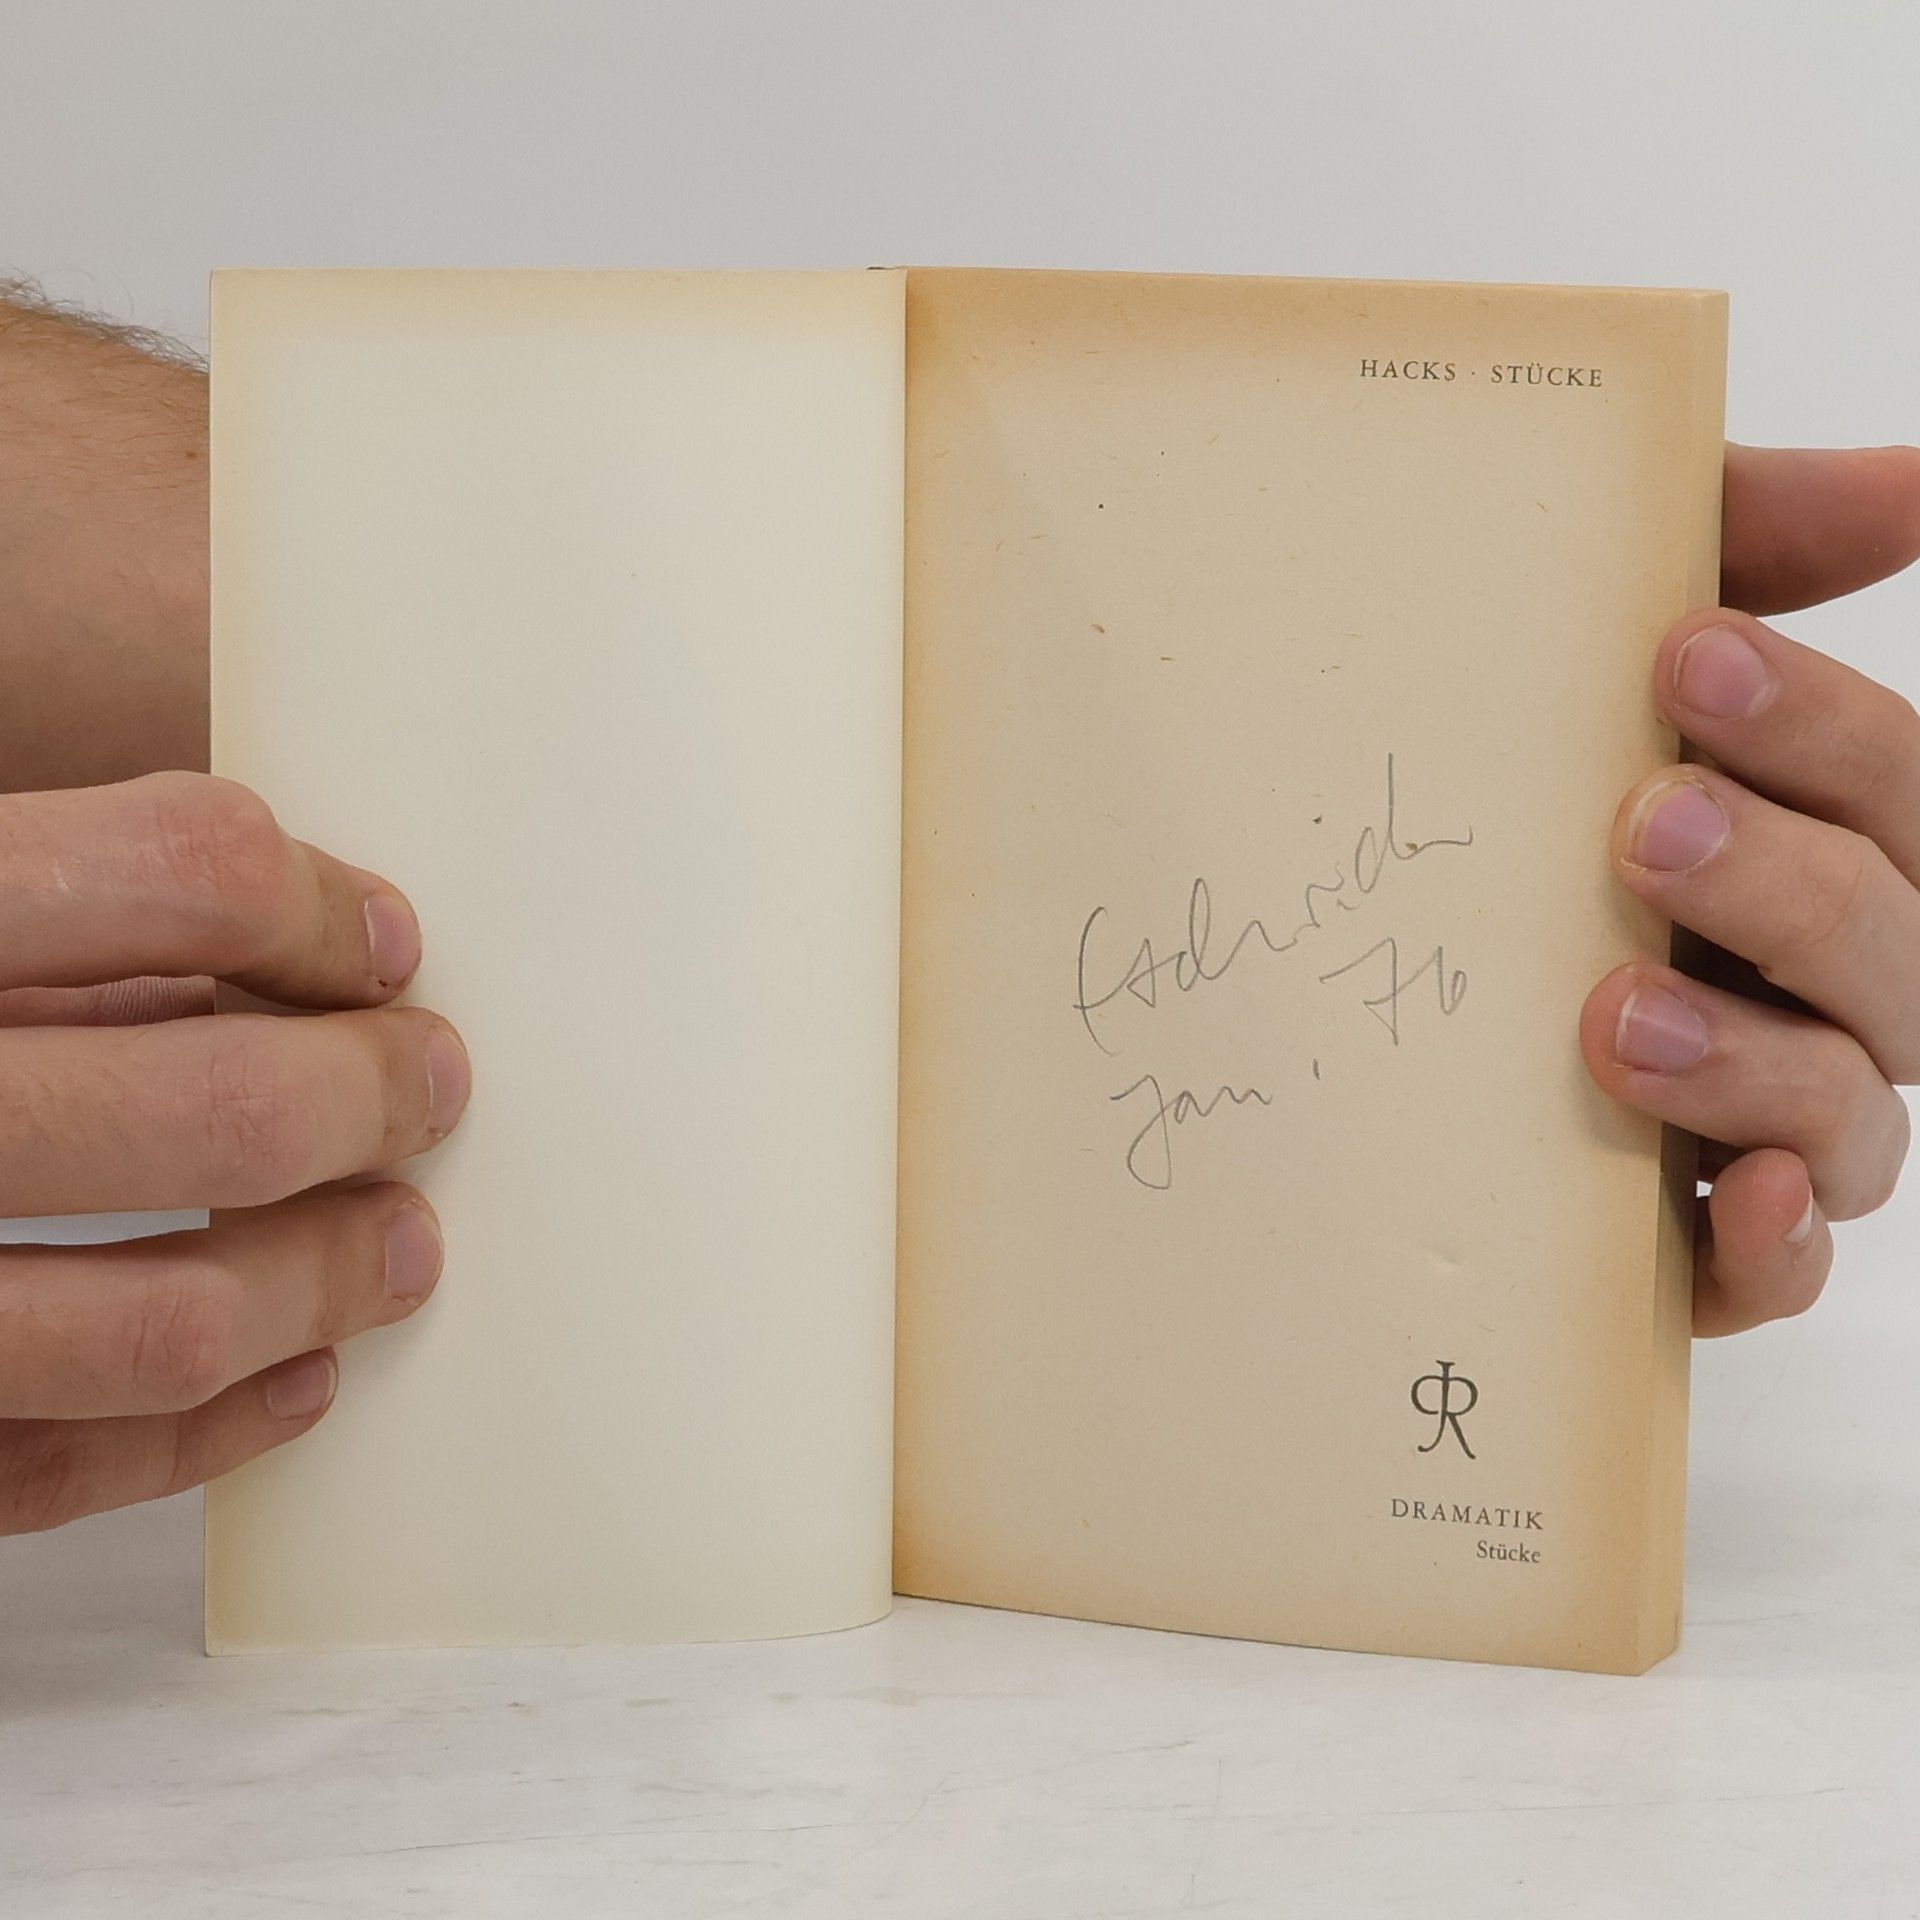 HACKS · STÜCKE
76
Jan '
DRAMATIK
Stücke